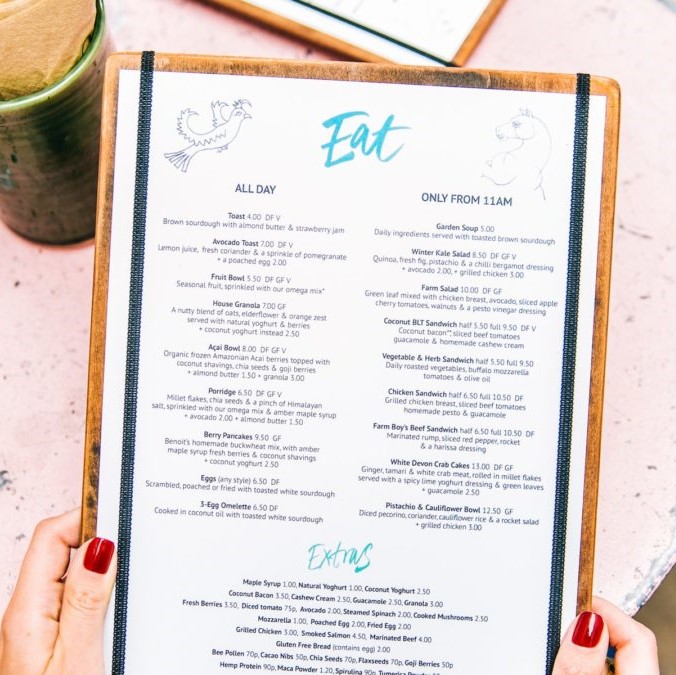 Eat
ALL DAY
Toast 4.00 DF V
Brown sourdough with almond butter & strawberry jam
Avocado Toast 7.00 DF V
Lemon juice, fresh coriander & a sprinkle of pomegranate
+ a poached egg 2.00
Fruit Bowl 5.50 DF GF V
Seasonal fruit, sprinkled with our omega mix*
House Granola 7.00 GF
A nutty blend of oats, elderflower & orange zest
served with natural yoghurt & berries
+ coconut yoghurt instead 2.50
Açai Bowl 8.00 DF GF V
Organic frozen Amazonian Acai berries topped with
coconut shavings, chia seeds & goji berries
+ almond butter 1.50 + granola 3.00
Porridge 6.50 DF GF V
Millet flakes, chia seeds & a pinch of Himalayan
salt, sprinkled with our omega mix & amber maple syrup
+ avocado 2.00 + almond butter 1.50
Berry Pancakes 9.50 GF
Benoit's homemade buckwheat mix, with amber
maple syrup fresh berries & coconut shavings
+ coconut yoghurt 2.50
Eggs (any style) 6.50 DF
Scrambled, poached or fried with toasted white sourdough
3-Egg Omelette 6.50 DF
Cooked in coconut oil with toasted white sourdough
ONLY FROM 11AM
Garden Soup 5.00
Daily ingredients served with toasted brown sourdough
Winter Kale Salad 8.50 DF GF V
Quinoa, fresh fig, pistachio & a chilli bergamot dressing
+ avocado 2.00, + grilled chicken 3.00
Farm Salad 10.00 DF GF
Green leaf mixed with chicken breast, avocado, sliced apple
cherry tomatoes, walnuts & a pesto vinegar dressing
Coconut BLT Sandwich half 5.50 full 9.50 DF V
Coconut bacon**, sliced beef tomatoes
guacamole & homemade cashew cream
Vegetable & Herb Sandwich half 5.50 full 9.50
Daily roasted vegetables, buffalo mozzarella
tomatoes & olive oil
Chicken Sandwich half 6.50 full 10.50
Grilled chicken breast, sliced beef tomatoes
homemade pesto & guacamole
Farm Boy's Beef Sandwich half 6.50 full 10.50 DF
Marinated rump, sliced red pepper, rocket
& a harissa dressing
White Devon Crab Cakes 13.00 DF GF
Ginger, tamari & white crab meat, rolled in millet flakes
served with a spicy lime yoghurt dressing & green leaves
+ guacamole 2.50
Pistachio & Cauliflower Bowl 12.50 GF
Diced pecorino, coriander, cauliflower rice & a rocket salad
+ grilled chicken 3.00
Extras
Maple Syrup 1.00, Natural Yoghurt 1.00, Coconut Yoghurt 2.50
Coconut Bacon 3.50, Cashew Cream 2.50, Guacamole 2.50, Granola 3.00
Fresh Berries 3.50, Diced tomato 75p, Avocado 2.00, Steamed Spinach 2.00, Cooked Mushrooms 2.50
Mozzarella 1.00, Poached Egg 2.00, Fried Egg 2.00
Grilled Chicken 3.00, Smoked Salmon 4.50, Marinated Beef 4.00
Gluten Free Bread (contains egg) 2.00
Bee Pollen 70p, Cacao Nibs 50p, Chia Seeds 70p, Flaxseeds 70p, Goji Berries 50p
Hemp Protein 90p, Maca Powder 1.20, Spirulina 90p, Tumerica